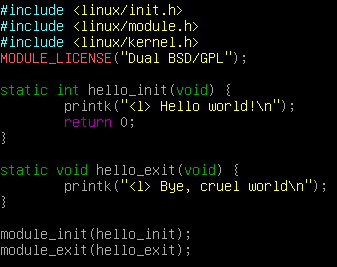 #include <linux/init.h>
#include <linux/module.h>
#include <linux/kernel.h>
MODULE_LICENSE("Dual BSD/GPL");

static int hello_init(void) {
        printk("<1> Hello world!\n");
        return 0;
}

static void hello_exit(void) {
        printk("<1> Bye, cruel world\n");
}

module_init(hello_init);
module_exit(hello_exit);